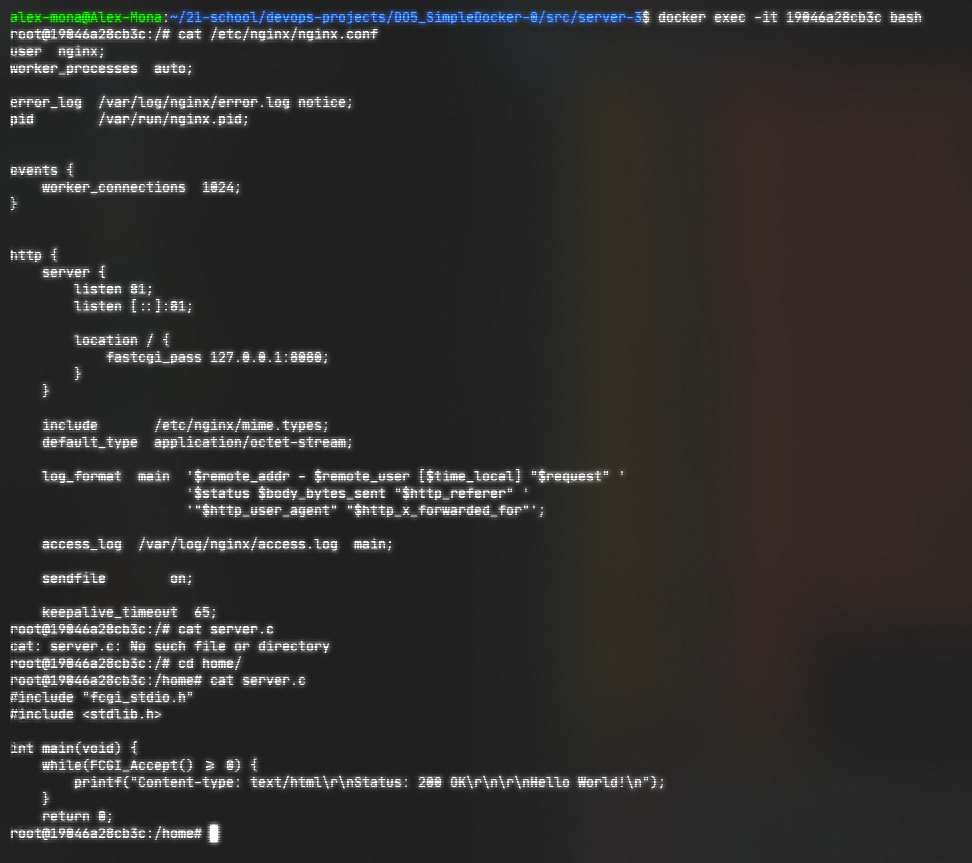 alex-mona@Alex-Mona:~/21-school/devops-projects/DO5_SimpleDocker-0/src/server-3$ docker exec -it 19046a28cb3c bash
root@19046a28cb3c:/# cat /etc/nginx/nginx.conf
user  nginx;
worker_processes  auto;
error_log  /var/log/nginx/error.log notice;
pid        /var/run/nginx.pid;
events {
    worker_connections  1024;
}
http {
    server {
        listen 81;
        listen [::]:81;
        location / {
            fastcgi_pass 127.0.0.1:8080;
        }
    }
    include       /etc/nginx/mime.types;
    default_type  application/octet-stream;
    log_format  main  '$remote_addr - $remote_user [$time_local] "$request" '
                      '$status $body_bytes_sent "$http_referer" '
                      '"$http_user_agent" "$http_x_forwarded_for"';
    access_log  /var/log/nginx/access.log  main;
    sendfile        on;
    keepalive_timeout  65;
root@19046a28cb3c:/# cat server.c
cat: server.c: No such file or directory
root@19046a28cb3c:/# cd home/
root@19046a28cb3c:/home# cat server.c
#include "fcgi_stdio.h"
#include <stdlib.h>
int main(void) {
    while(FCGI_Accept() >= 0) {
        printf("Content-type: text/html\r\nStatus: 200 OK\r\n\r\nHello World!\n");
    }
    return 0;
root@19046a28cb3c:/home#